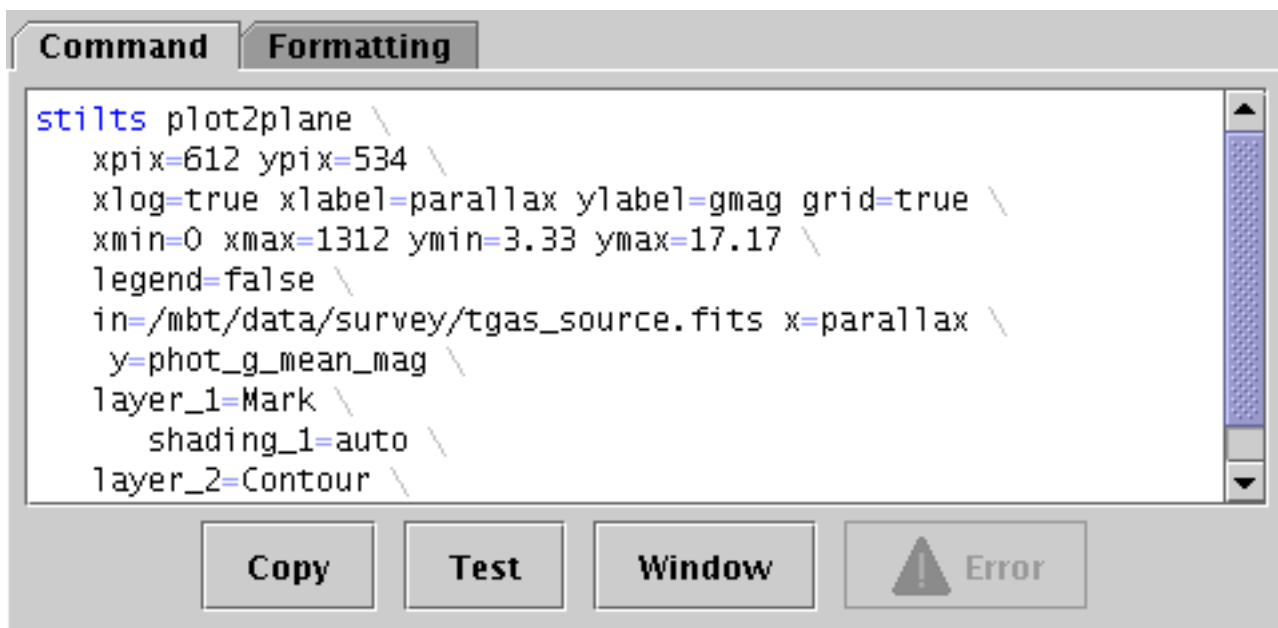 Command Formatting
stilts plot2plane \
xpix=612 ypix=534 \
xlog=true xlabel=parallax ylabel=gmag grid=true \
xmin=0 xmax=1312 ymin=3.33 ymax=17.17 \
legend=false \
in=/mbt/data/survey/tgas_source.fits x=parallax \
y=phot_g_mean_mag \
layer_1=Mark \
shading_1=auto \
layer_2=Contour \
Copy Test Window Error